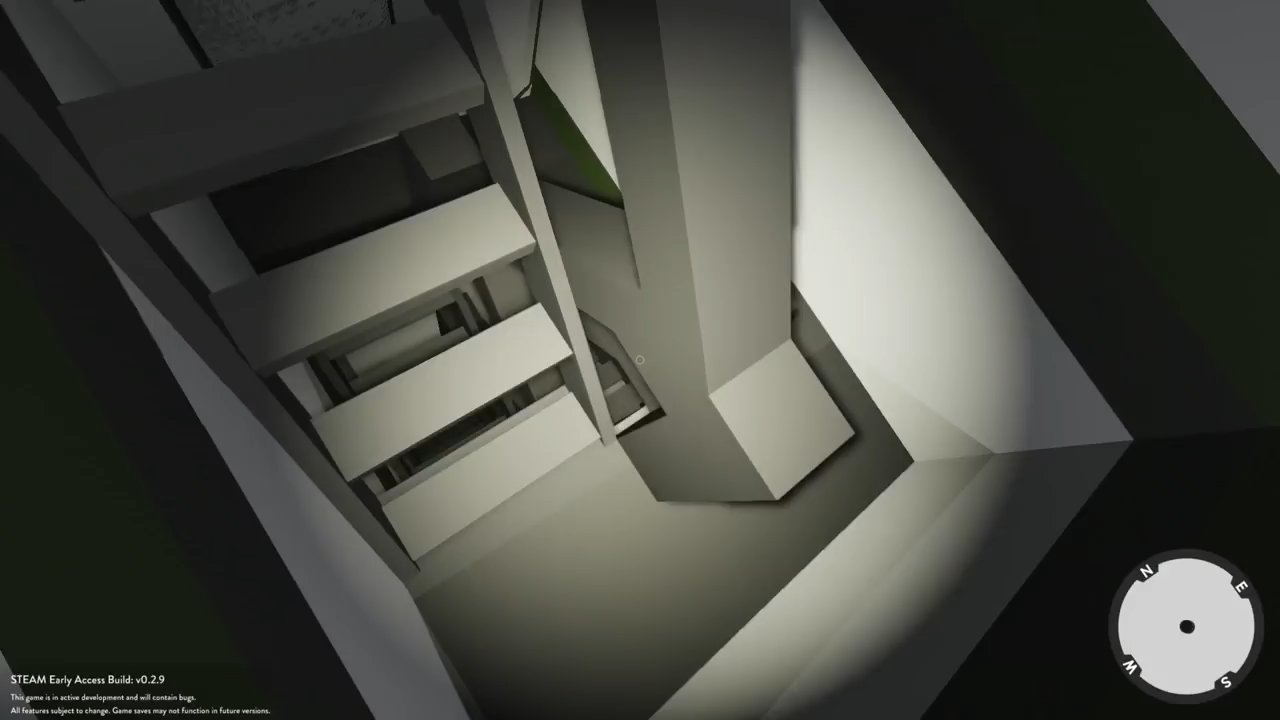 N
E
W
S
STEAM Early Access Build: v0.2.9
This game is in active development and will contain bugs.
All features subject to change. Game saves may not function in future versions.